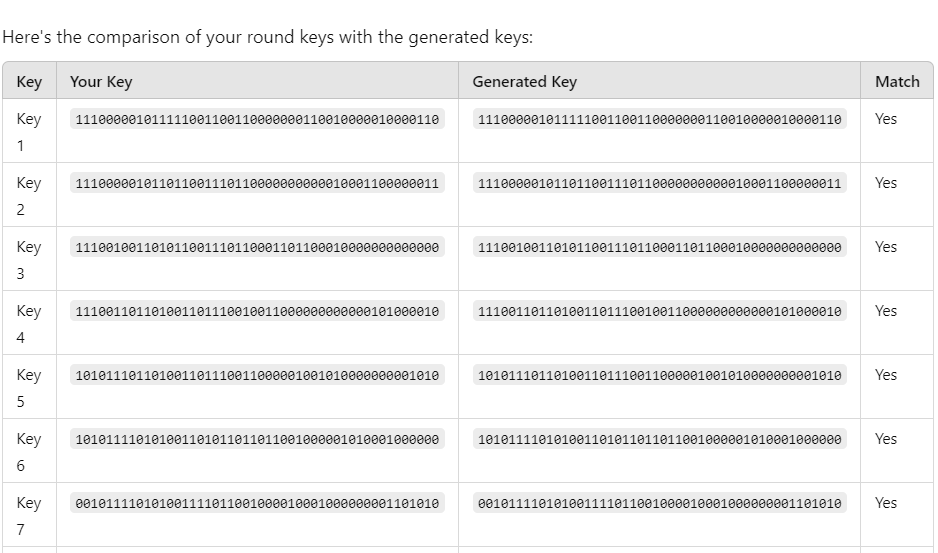 Here's the comparison of your round keys with the generated keys:
Key Your Key Generated Key Match
Key 1 111000001011111001100110000000110010000010000110 111000001011111001100110000000110010000010000110 Yes
Key 2 111000001011011001110110000000000010001100000011 111000001011011001110110000000000010001100000011 Yes
Key 3 111001001101011001110110001101100010000000000000 111001001101011001110110001101100010000000000000 Yes
Key 4 111001101101001101110010011000000000000101000010 111001101101001101110010011000000000000101000010 Yes
Key 5 101011101101001101110011000001001010000000001010 101011101101001101110011000001001010000000001010 Yes
Key 6 101011110101001101011011011001000001010001000000 101011110101001101011011011001000001010001000000 Yes
Key 7 001011110101001111011001000010001000000001101010 001011110101001111011001000010001000000001101010 Yes